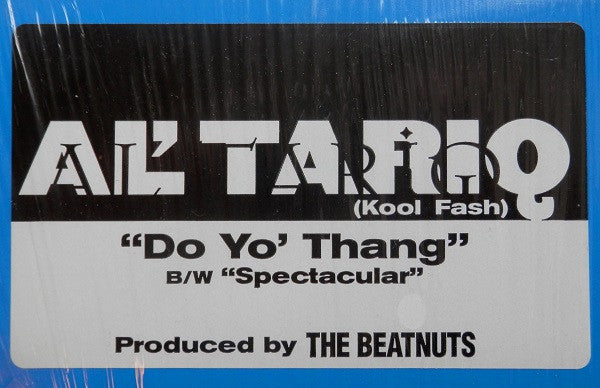 AL' TARIQ
(Kool Fash)
“Do Yo’ Thang”
B/W “Spectacular”
Produced by THE BEATNUTS